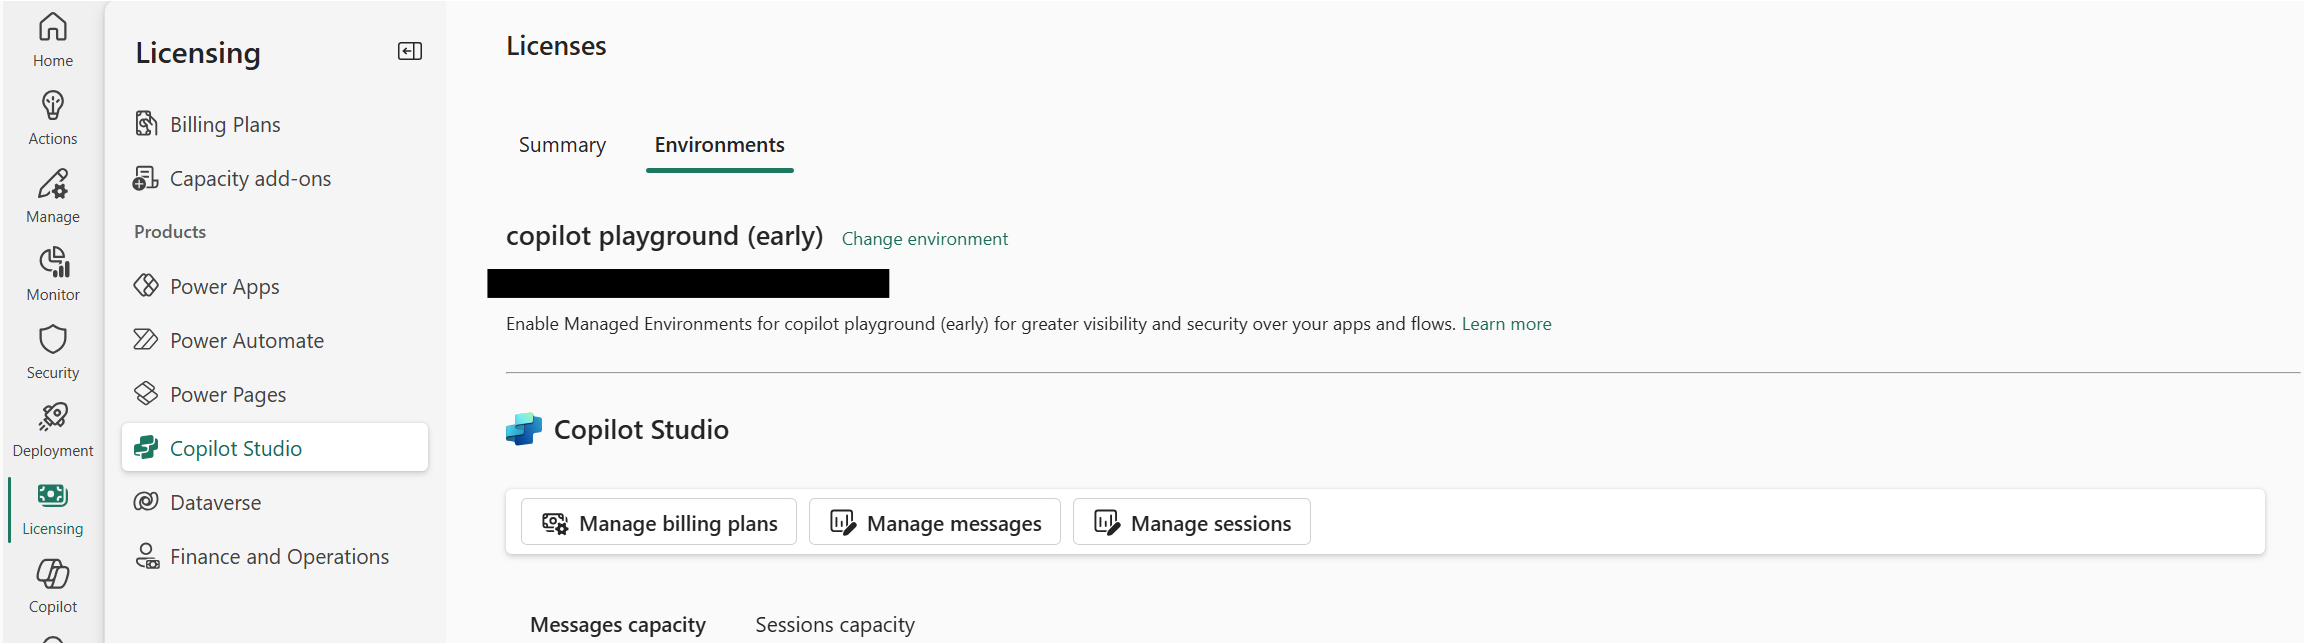 Home
Actions
Manage
Monitor
Security
Deployment
Licensing
Copilot
Licensing
Billing Plans
Capacity add-ons
Products
Power Apps
Power Automate
Power Pages
Copilot Studio
Dataverse
Finance and Operations
Licenses
Summary Environments
copilot playground (early) Change environment
Enable Managed Environments for copilot playground (early) for greater visibility and security over your apps and flows. Learn more
Copilot Studio
Manage billing plans Manage messages Manage sessions
Messages capacity Sessions capacity